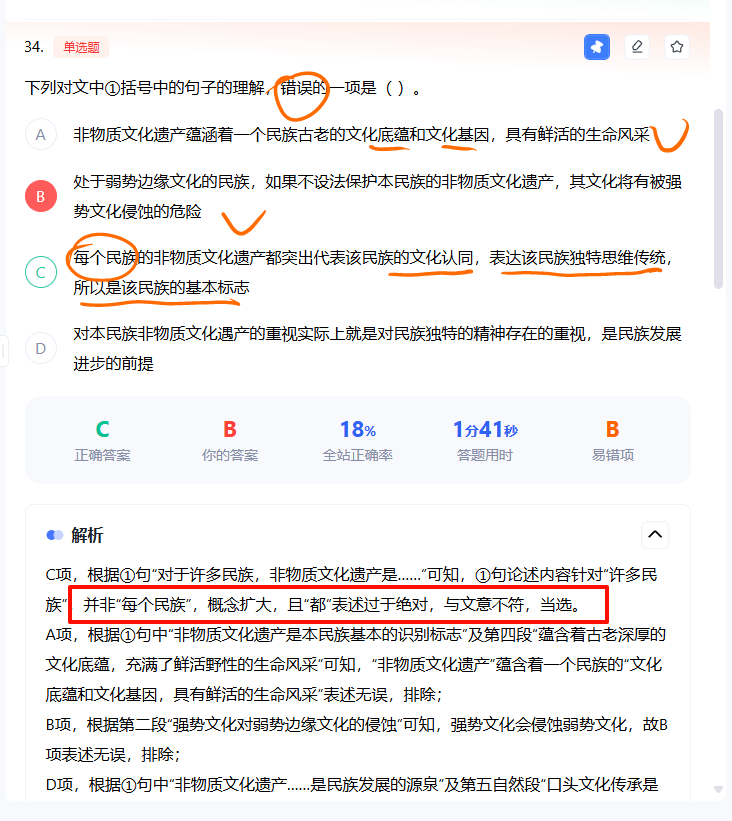 34. 单选题
下列对文中①括号中的句子的理解，错误的一项是（ ）。
A 非物质文化遗产蕴涵着一个民族古老的文化底蕴和文化基因，具有鲜活的生命风采
B 处于弱势边缘文化的民族，如果不设法保护本民族的非物质文化遗产，其文化将有被强
势文化侵蚀的危险
C 每个民族的非物质文化遗产都突出代表该民族的文化认同，表达该民族独特思维传统，
所以是该民族的基本标志
D 对本民族非物质文化遇产的重视实际上就是对民族独特的精神存在的重视，是民族发展
进步的前提
C B 18% 1分41秒 B
正确答案 你的答案 全站正确率 答题用时 易错项
解析
C项，根据①句“对于许多民族，非物质文化遗产是……”可知，①句论述内容针对“许多民
族”，并非“每个民族”，概念扩大，且“都”表述过于绝对，与文意不符，当选。
A项，根据①句中“非物质文化遗产是本民族基本的识别标志”及第四段“蕴含着古老深厚的
文化底蕴，充满了鲜活野性的生命风采”可知，“非物质文化遗产”蕴含着一个民族的“文化
底蕴和文化基因，具有鲜活的生命风采”表述无误，排除；
B项，根据第二段“强势文化对弱势边缘文化的侵蚀”可知，强势文化会侵蚀弱势文化，故B
项表述无误，排除；
D项，根据①句中“非物质文化遗产……是民族发展的源泉”及第五自然段“口头文化传承是